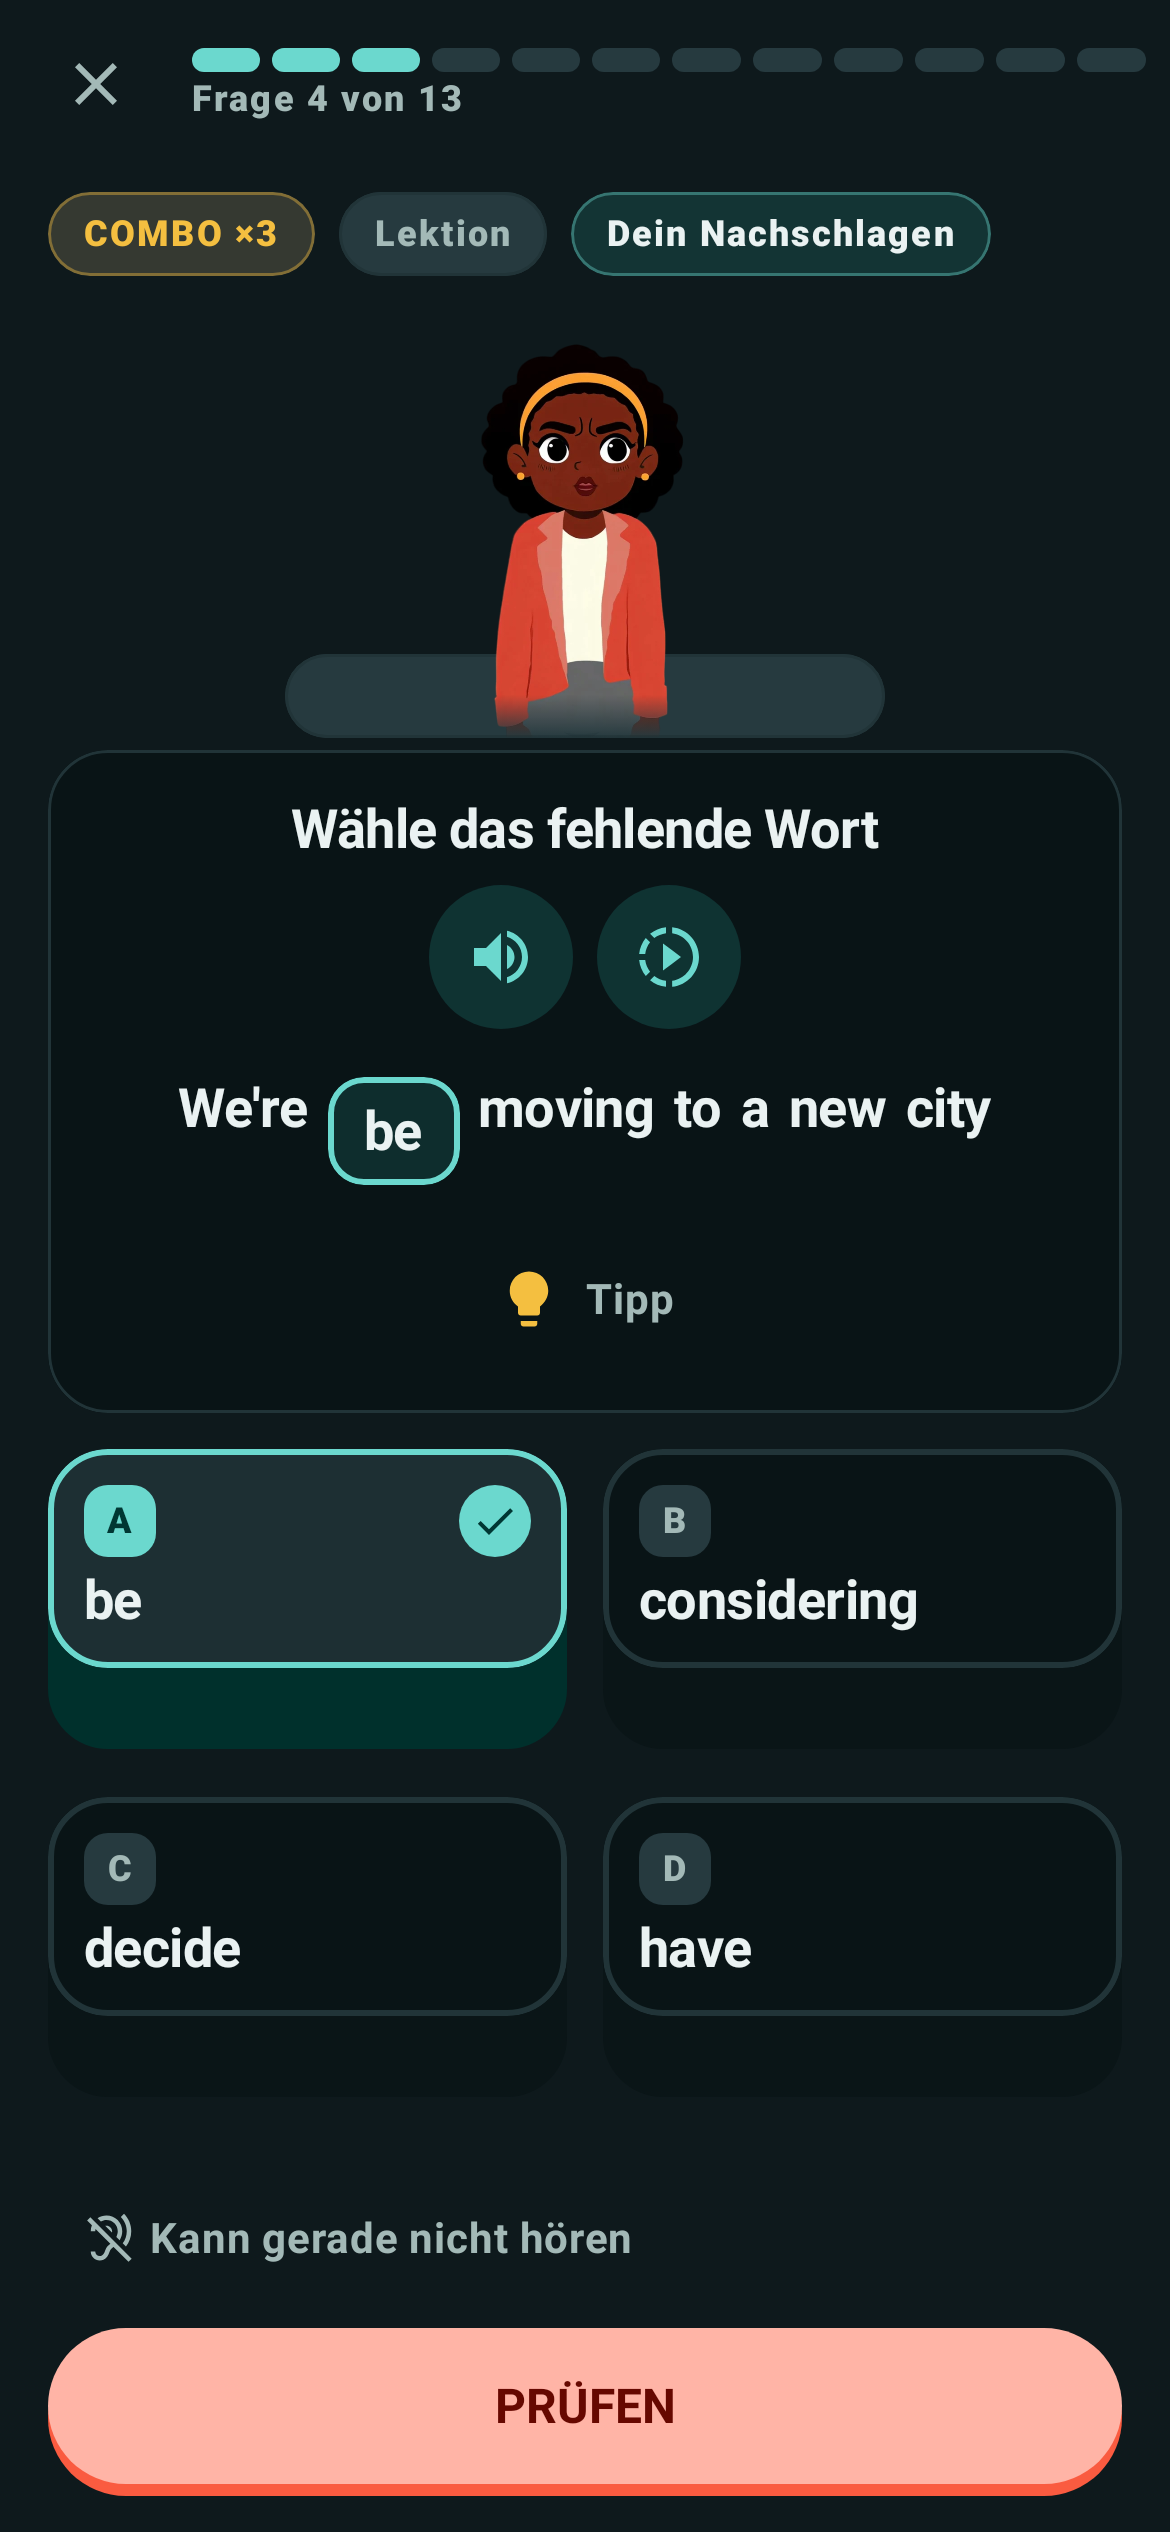 Frage 4 von 13
COMBO ×3
Lektion
Dein Nachschlagen
Wähle das fehlende Wort
We're be moving to a new city
Tipp
A
be
B
considering
C
decide
D
have
Kann gerade nicht hören
PRÜFEN